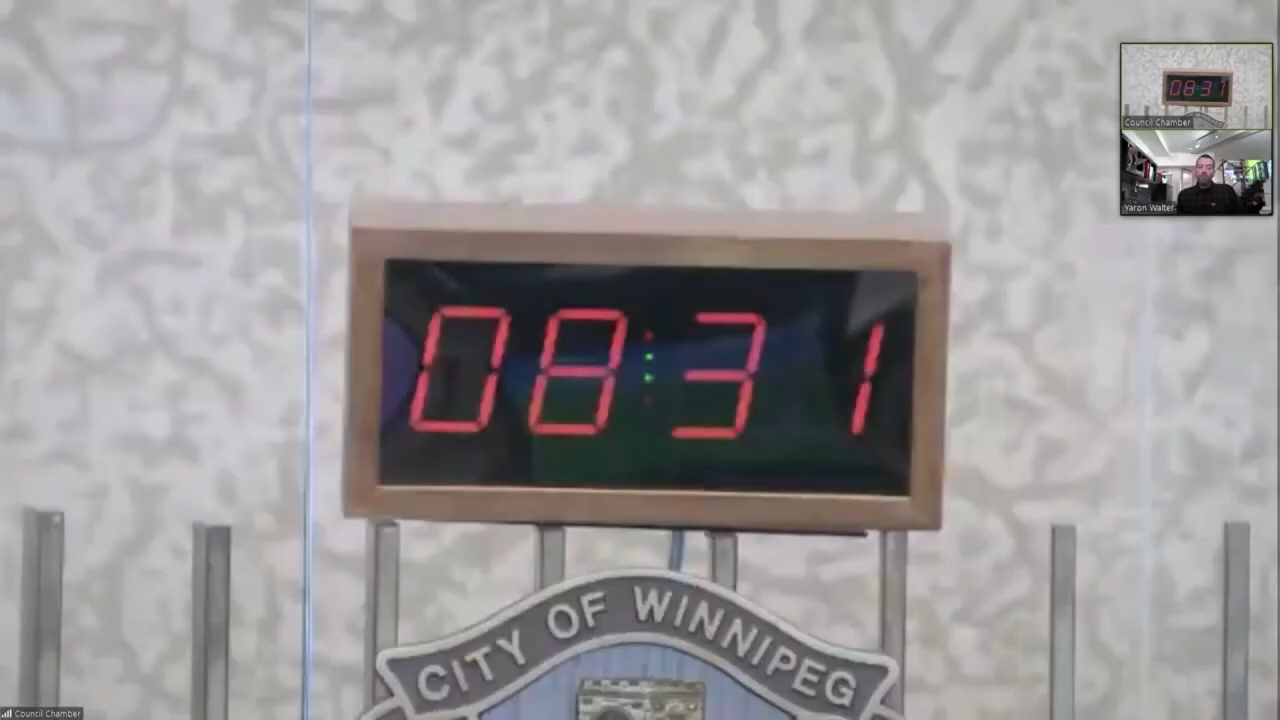 08:31
CITY OF WINNIPEG
08:31
Council Chamber
Yaron Walter
Council Chamber